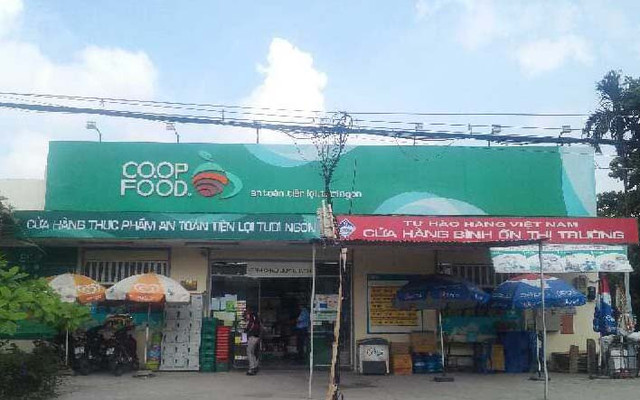 CO.OP
FOOD.
an toàn, tiện lợi, tươi ngon
CỬA HÀNG THỰC PHẨM AN TOÀN TIỆN LỢI TƯƠI NGON
TỰ HÀO HÀNG VIỆT NAM
CỬA HÀNG BÌNH ỔN THỊ TRƯỜNG